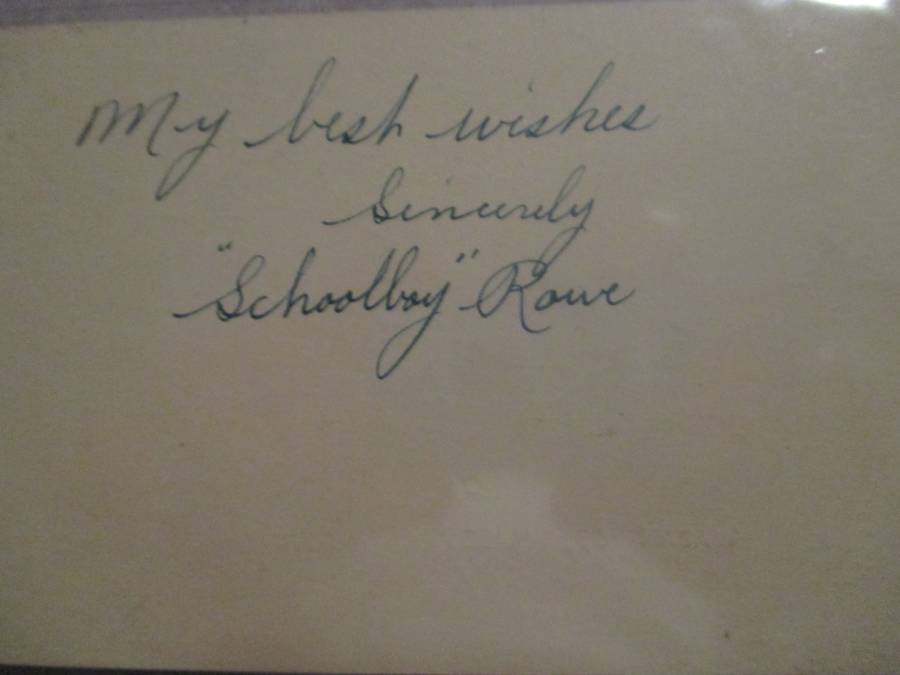 My best wishes
Sincerely
"Schoolboy" Rowe